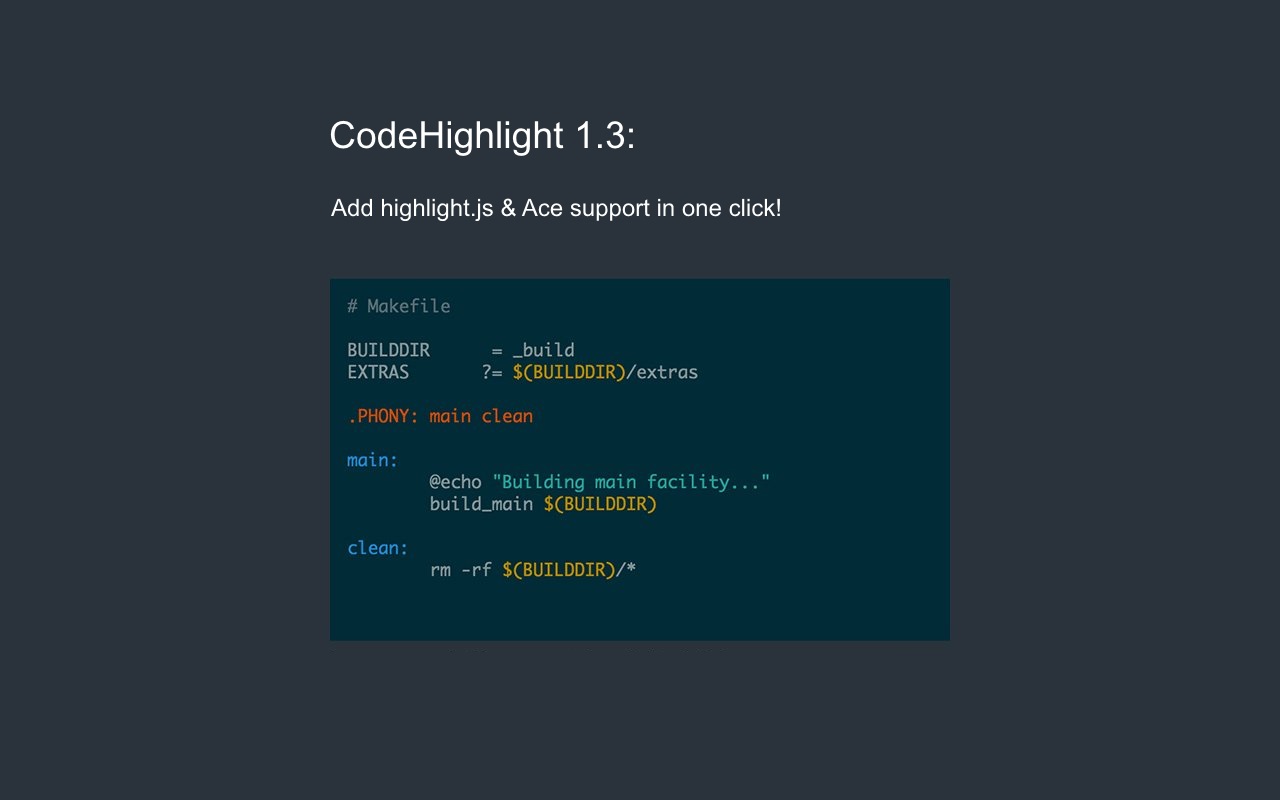 CodeHighlight 1.3:
Add highlight.js & Ace support in one click!
# Makefile
BUILDDIR      = _build
EXTRAS       ?= $(BUILDDIR)/extras
.PHONY: main clean
main:
        @echo "Building main facility..."
        build_main $(BUILDDIR)
clean:
        rm -rf $(BUILDDIR)/*